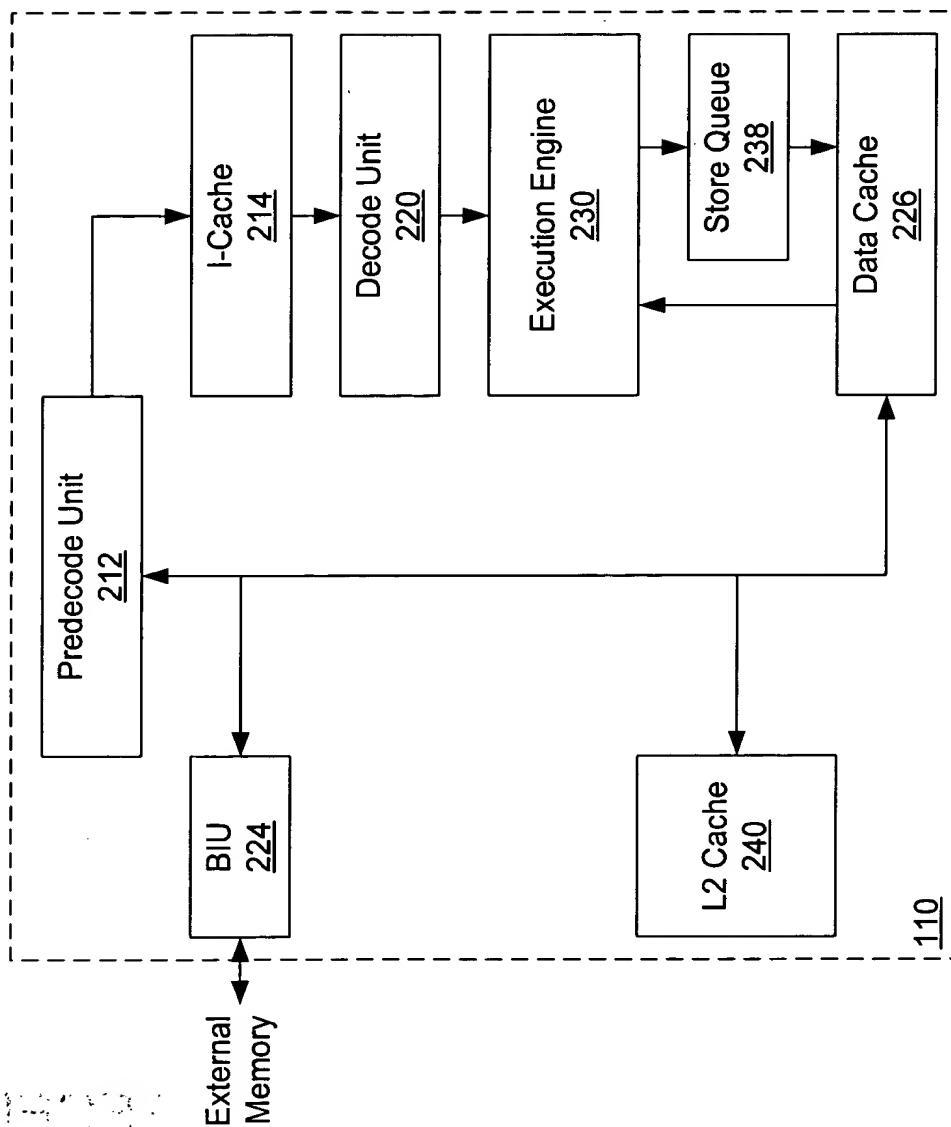 Predecode Unit
212
I-Cache
214
Decode Unit
220
Execution Engine
230
Store Queue
238
Data Cache
226
BIU
224
L2 Cache
240
External
Memory
110